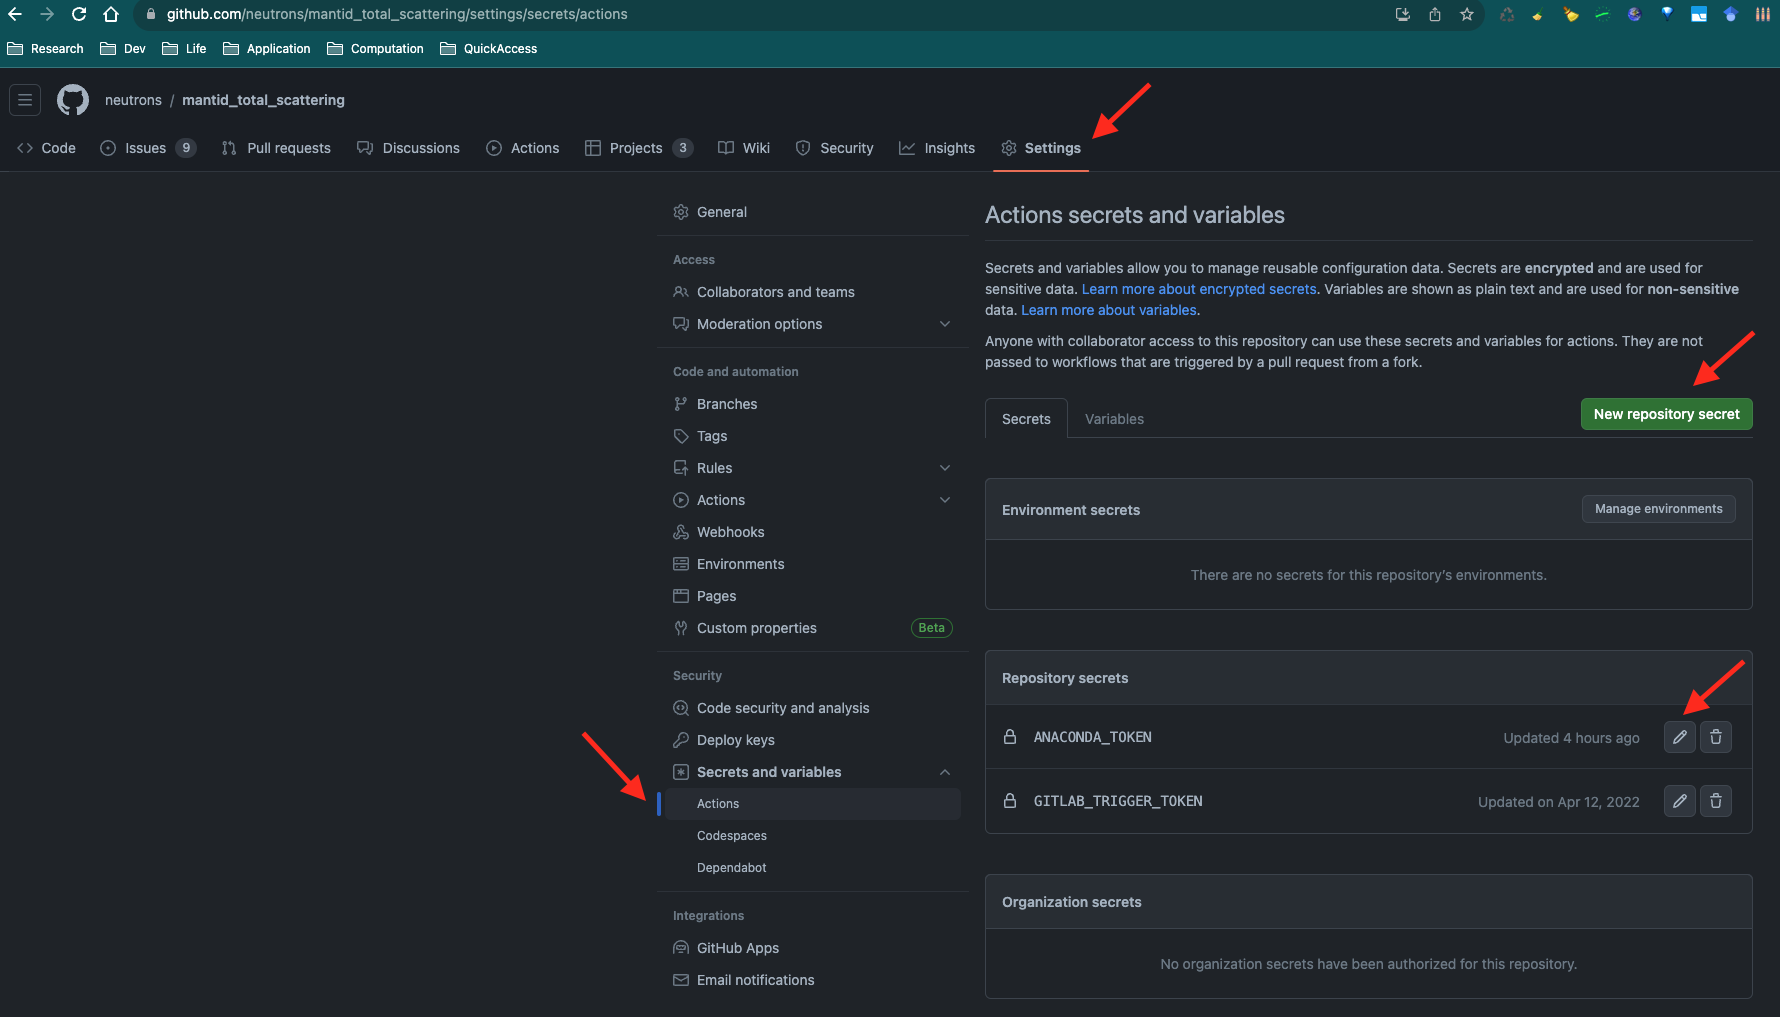 github.com/neutrons/mantid_total_scattering/settings/secrets/actions
Research Dev Life Application Computation QuickAccess
neutrons / mantid_total_scattering
Code Issues 9 Pull requests Discussions Actions Projects 3 Wiki Security Insights Settings
General
Access
Collaborators and teams
Moderation options
Code and automation
Branches
Tags
Rules
Actions
Webhooks
Environments
Pages
Custom properties Beta
Security
Code security and analysis
Deploy keys
Secrets and variables
Actions
Codespaces
Dependabot
Integrations
GitHub Apps
Email notifications
Actions secrets and variables
Secrets and variables allow you to manage reusable configuration data. Secrets are encrypted and are used for
sensitive data. Learn more about encrypted secrets. Variables are shown as plain text and are used for non-sensitive
data. Learn more about variables.
Anyone with collaborator access to this repository can use these secrets and variables for actions. They are not
passed to workflows that are triggered by a pull request from a fork.
Secrets Variables New repository secret
Environment secrets Manage environments
There are no secrets for this repository's environments.
Repository secrets
ANACONDA_TOKEN Updated 4 hours ago
GITLAB_TRIGGER_TOKEN Updated on Apr 12, 2022
Organization secrets
No organization secrets have been authorized for this repository.